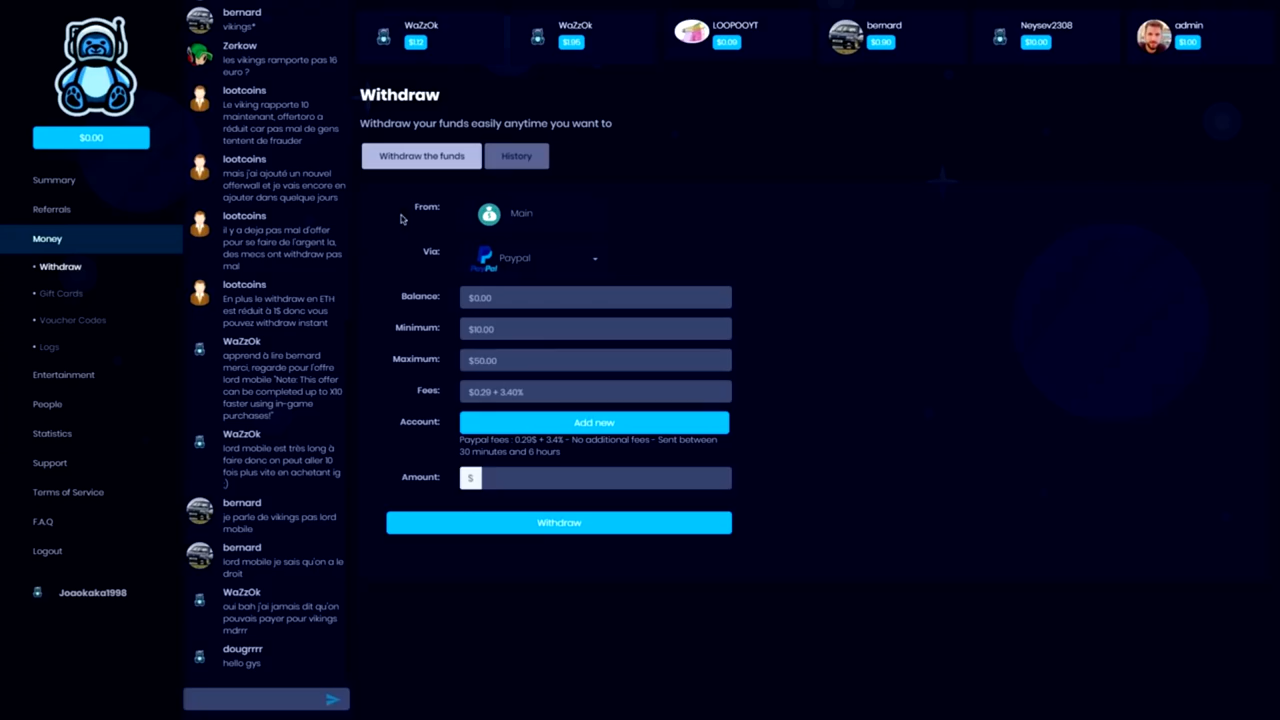 $0.00
Summary
Referrals
Money
• Withdraw
• Gift Cards
• Voucher Codes
• Logs
Entertainment
People
Statistics
Support
Terms of Service
F.A.Q
Logout
Joaokaka1998
bernard
vikings*
Zerkow
les vikings ramporte pas 16
euro ?
lootcoins
Le viking rapporte 10
maintenant, offertoro a
réduit car pas mal de gens
tentent de frauder
lootcoins
mais j'ai ajouté un nouvel
offerwall et je vais encore en
ajouter dans quelque jours
lootcoins
il y a deja pas mal d'offer
pour se faire de l'argent la,
des mecs ont withdraw pas
mal
lootcoins
En plus le withdraw en ETH
est réduit à 1$ donc vous
pouvez withdraw instant
WaZzOk
apprend à lire bernard
merci, regarde pour l'offre
lord mobile "Note: This offer
can be completed up to X10
faster using in-game
purchases!"
WaZzOk
lord mobile est très long à
faire donc on peut aller 10
fois plus vite en achetant ig
;)
bernard
je parle de vikings pas lord
mobile
bernard
lord mobile je sais qu'on a le
droit
WaZzOk
oui bah j'ai jamais dit qu'on
pouvais payer pour vikings
mdrrr
dougrrrr
hello gys
WaZzOk
$1.12
WaZzOk
$1.95
LOOPOOYT
$0.09
bernard
$0.90
Neysev2308
$10.00
admin
$1.00
Withdraw
Withdraw your funds easily anytime you want to
Withdraw the funds
History
From:
Main
Via:
PayPal
Paypal
Balance:
$0.00
Minimum:
$10.00
Maximum:
$50.00
Fees:
$0.29 + 3.40%
Account:
Add new
Paypal fees : 0.29$ + 3.4% - No additional fees - Sent between
30 minutes and 6 hours
Amount:
$
Withdraw